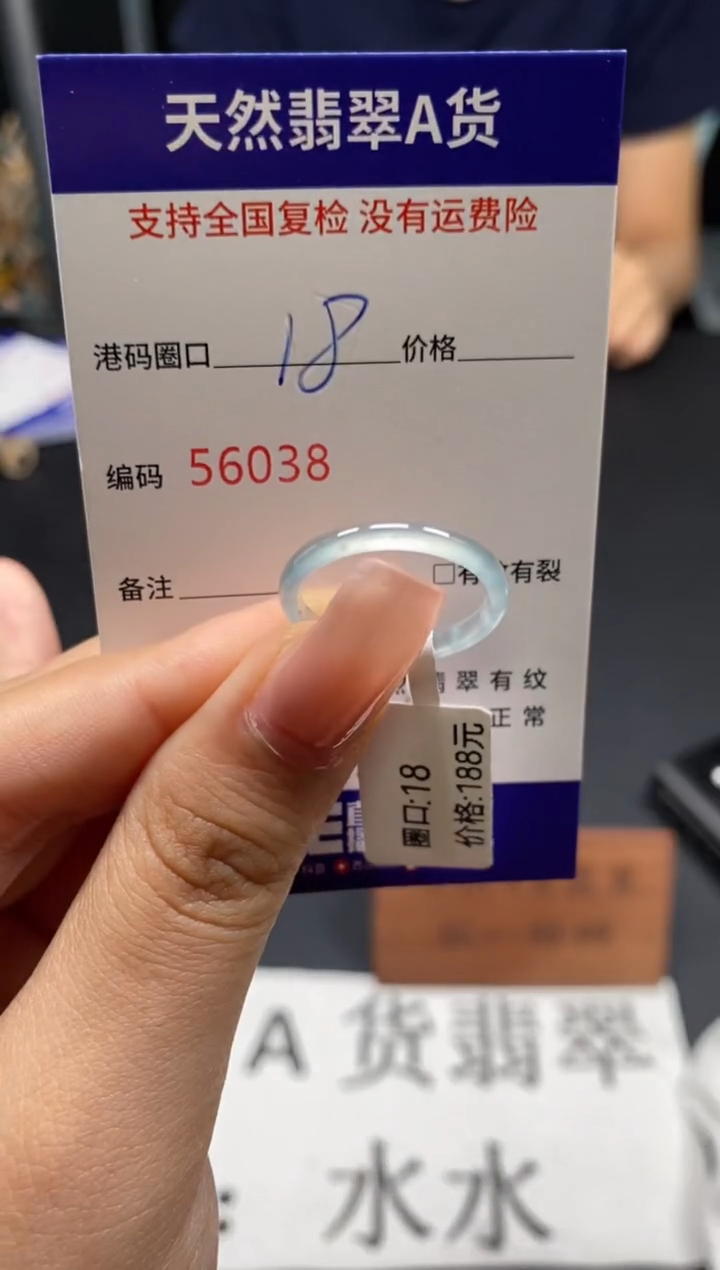 天然翡翠A货
支持全国复检 没有运费险
港码圈口 18 价格
编码 56038
备注 □有 有裂
翡翠有纹
正常
圈口:18
价格:188元
A货翡翠
: 水水